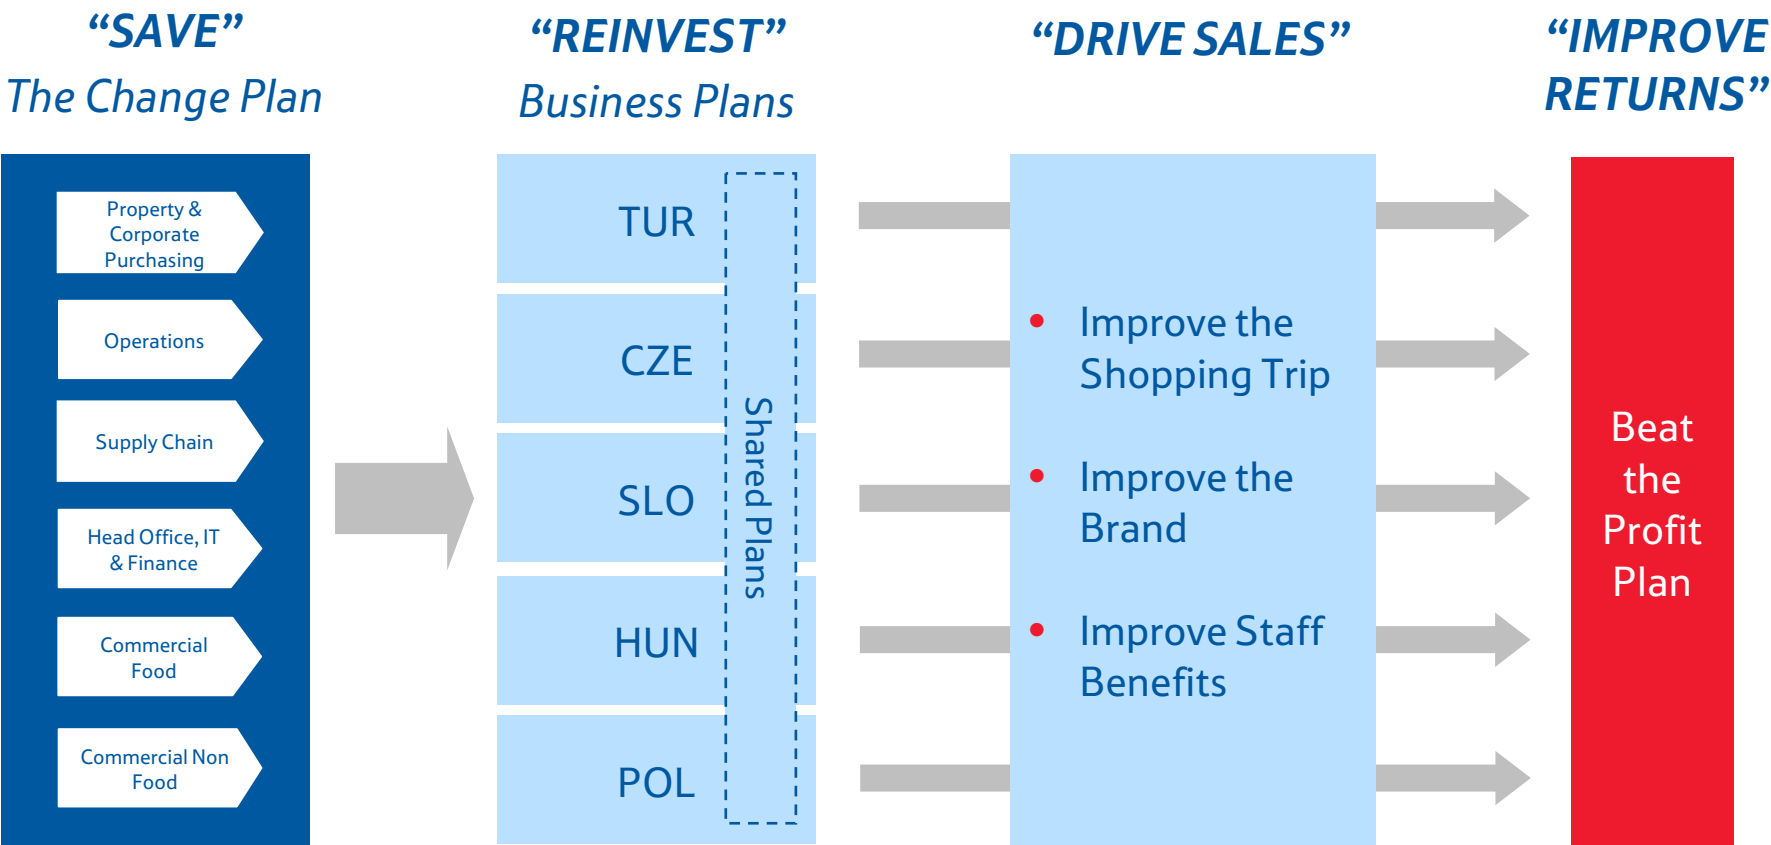 “SAVE”
The Change Plan
Property &
Corporate
Purchasing
Operations
Supply Chain
Head Office, IT
& Finance
Commercial
Food
Commercial Non
Food
“REINVEST”
Business Plans
TUR
CZE
SLO
HUN
POL
Shared Plans
“DRIVE SALES”
• Improve the
Shopping Trip
• Improve the
Brand
• Improve Staff
Benefits
“IMPROVE
RETURNS”
Beat
the
Profit
Plan